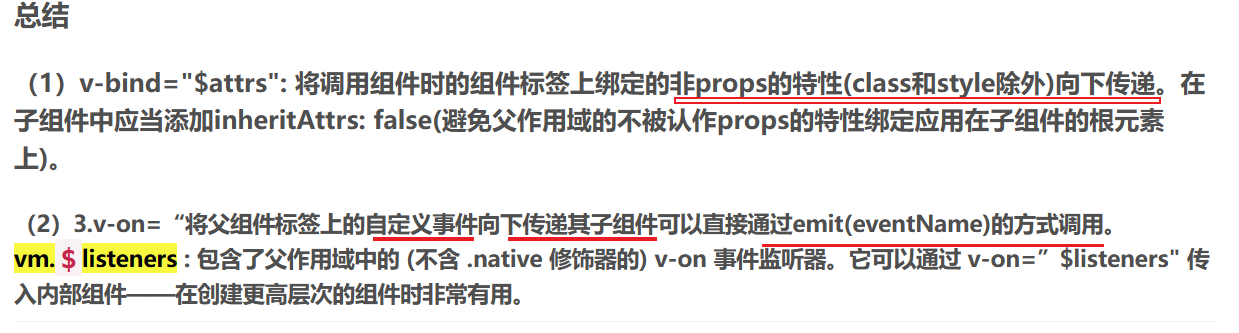 总结
（1）v-bind="$attrs": 将调用组件时的组件标签上绑定的非props的特性(class和style除外)向下传递。在
子组件中应当添加inheritAttrs: false(避免父作用域的不被认作props的特性绑定应用在子组件的根元素
上)。
（2）3.v-on=“将父组件标签上的自定义事件向下传递其子组件可以直接通过emit(eventName)的方式调用。
vm. $ listeners : 包含了父作用域中的 (不含 .native 修饰器的) v-on 事件监听器。它可以通过 v-on=”$listeners" 传
入内部组件——在创建更高层次的组件时非常有用。